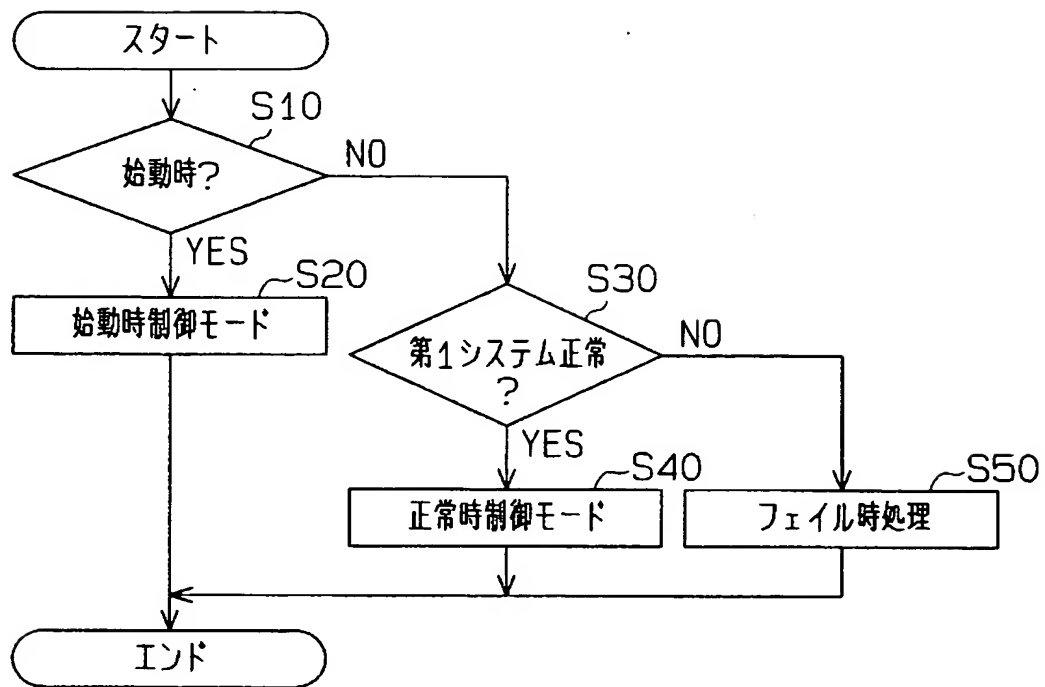 スタート
S10
始動時?
NO
YES
S20
始動時制御モード
S30
第1システム正常
?
NO
YES
S40
正常時制御モード
S50
フェイル時処理
エンド